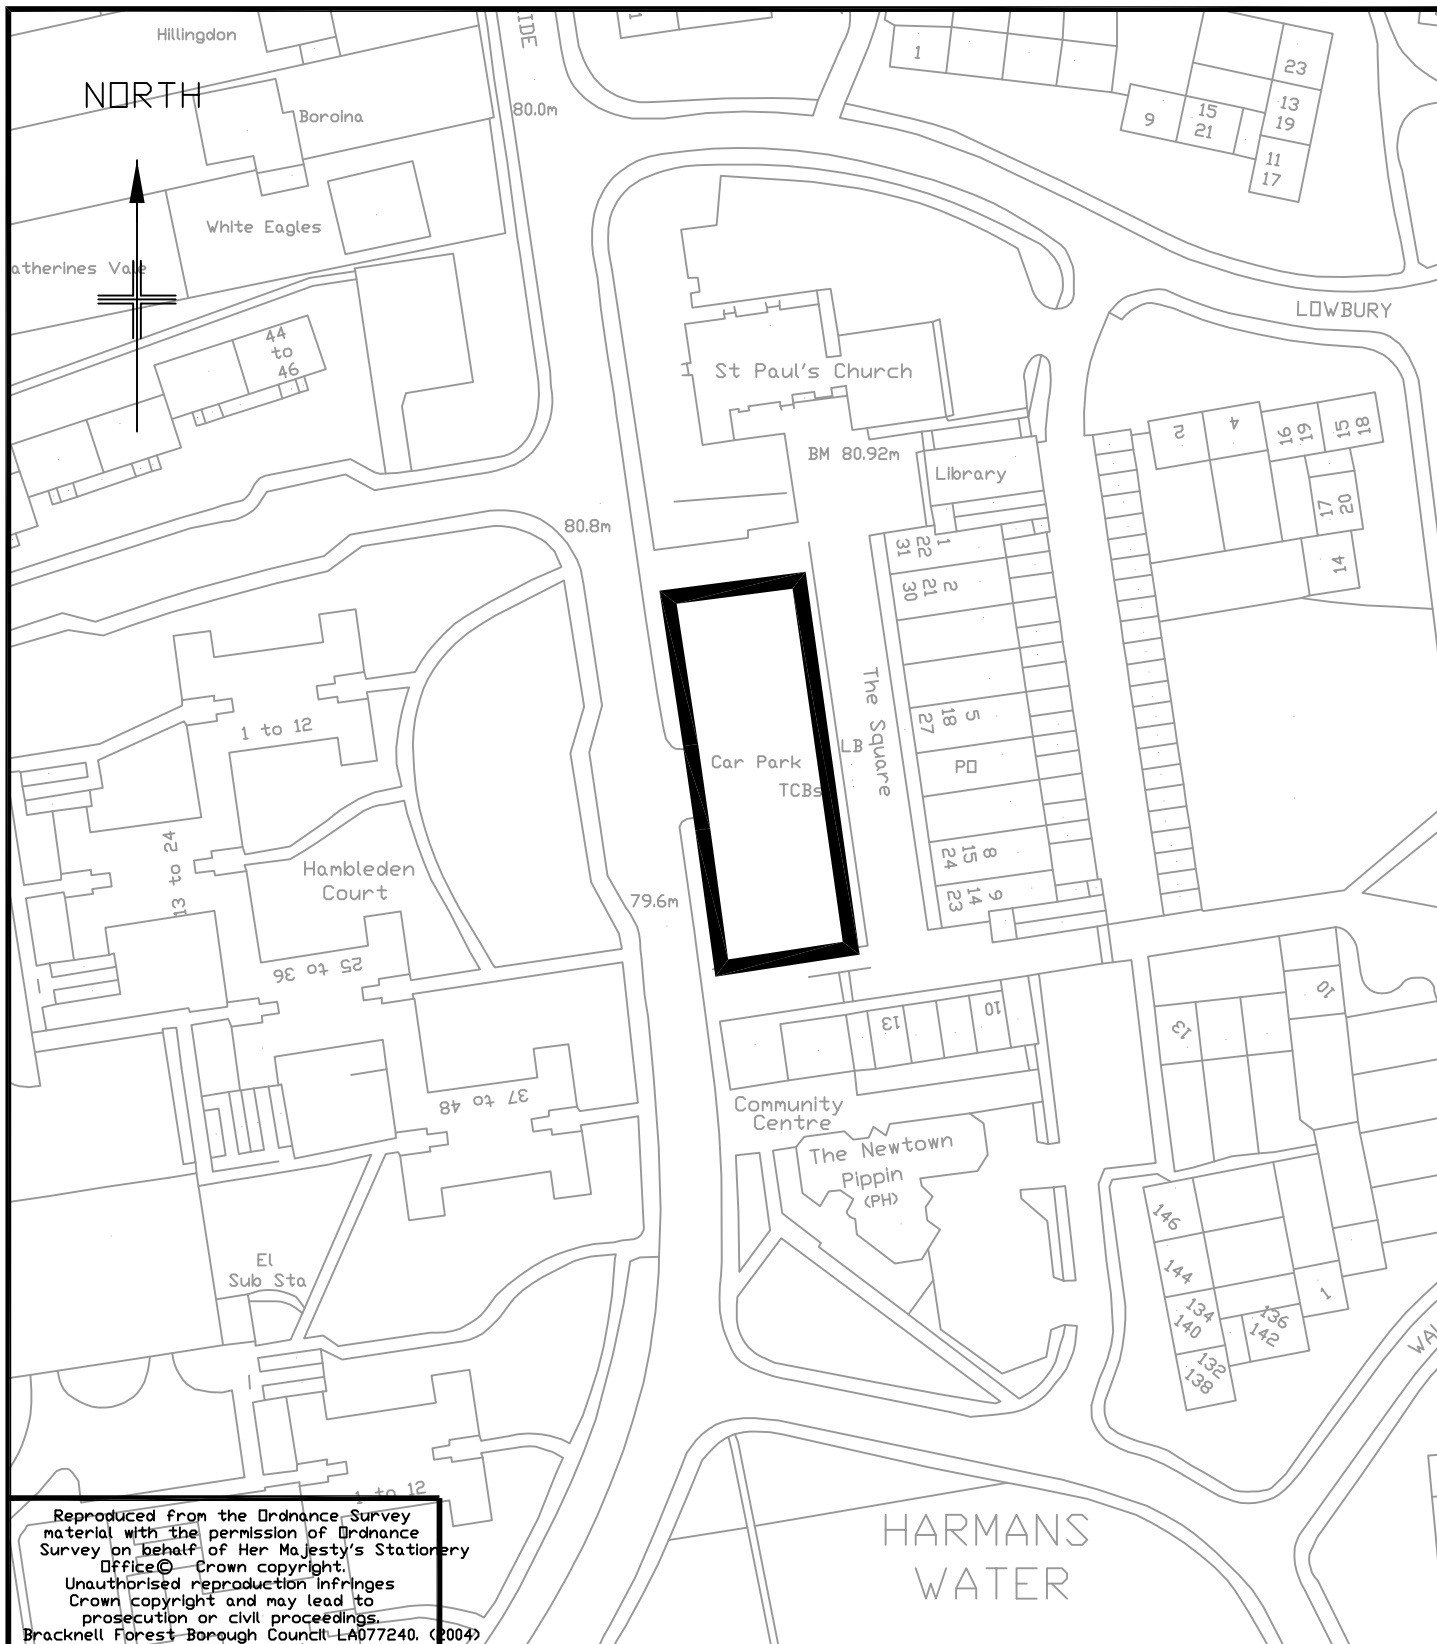 Hillingdon
IDE
1
1
23
NORTH
80.0m
Borolna
9
15
21
13
19
11
17
White Eagles
atherines Vale
LOWBURY
44
to
46
St Paul's Church
BM 80.92m
Library
2
4
16
19
15
18
17
20
14
80.8m
31
22
1
30
21
2
1 to 12
The Square
27
18
5
LB
Car Park
PO
TCBs
13 to 24
Hambleden
Court
24
15
8
23
14
9
79.6m
25 to 36
13
10
13
10
37 to 48
Community
Centre
The Newtown
Pippin
(PH)
146
144
134
140
136
142
1
132
138
El
Sub Sta
WAL
1 to 12
HARMANS
WATER
Reproduced from the Ordnance Survey
material with the permission of Ordnance
Survey on behalf of Her Majesty's Stationery
Office© Crown copyright.
Unauthorised reproduction infringes
Crown copyright and may lead to
prosecution or civil proceedings.
Bracknell Forest Borough Council LA077240. (2004)